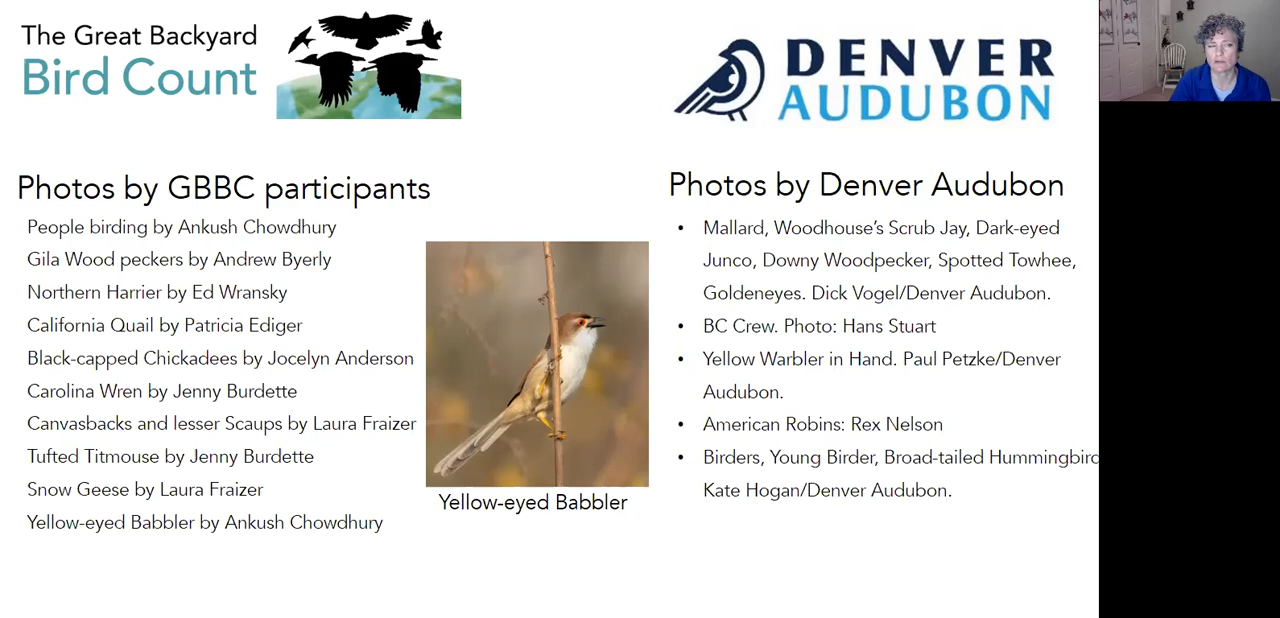 The Great Backyard
Bird Count
DENVER
AUDUBON
Photos by GBBC participants
People birding by Ankush Chowdhury
Gila Wood peckers by Andrew Byerly
Northern Harrier by Ed Wransky
California Quail by Patricia Ediger
Black-capped Chickadees by Jocelyn Anderson
Carolina Wren by Jenny Burdette
Canvasbacks and lesser Scaups by Laura Fraizer
Tufted Titmouse by Jenny Burdette
Snow Geese by Laura Fraizer
Yellow-eyed Babbler by Ankush Chowdhury
Yellow-eyed Babbler
Photos by Denver Audubon
• Mallard, Woodhouse’s Scrub Jay, Dark-eyed
Junco, Downy Woodpecker, Spotted Towhee,
Goldeneyes. Dick Vogel/Denver Audubon.
• BC Crew. Photo: Hans Stuart
• Yellow Warbler in Hand. Paul Petzke/Denver
Audubon.
• American Robins: Rex Nelson
• Birders, Young Birder, Broad-tailed Hummingbird
Kate Hogan/Denver Audubon.